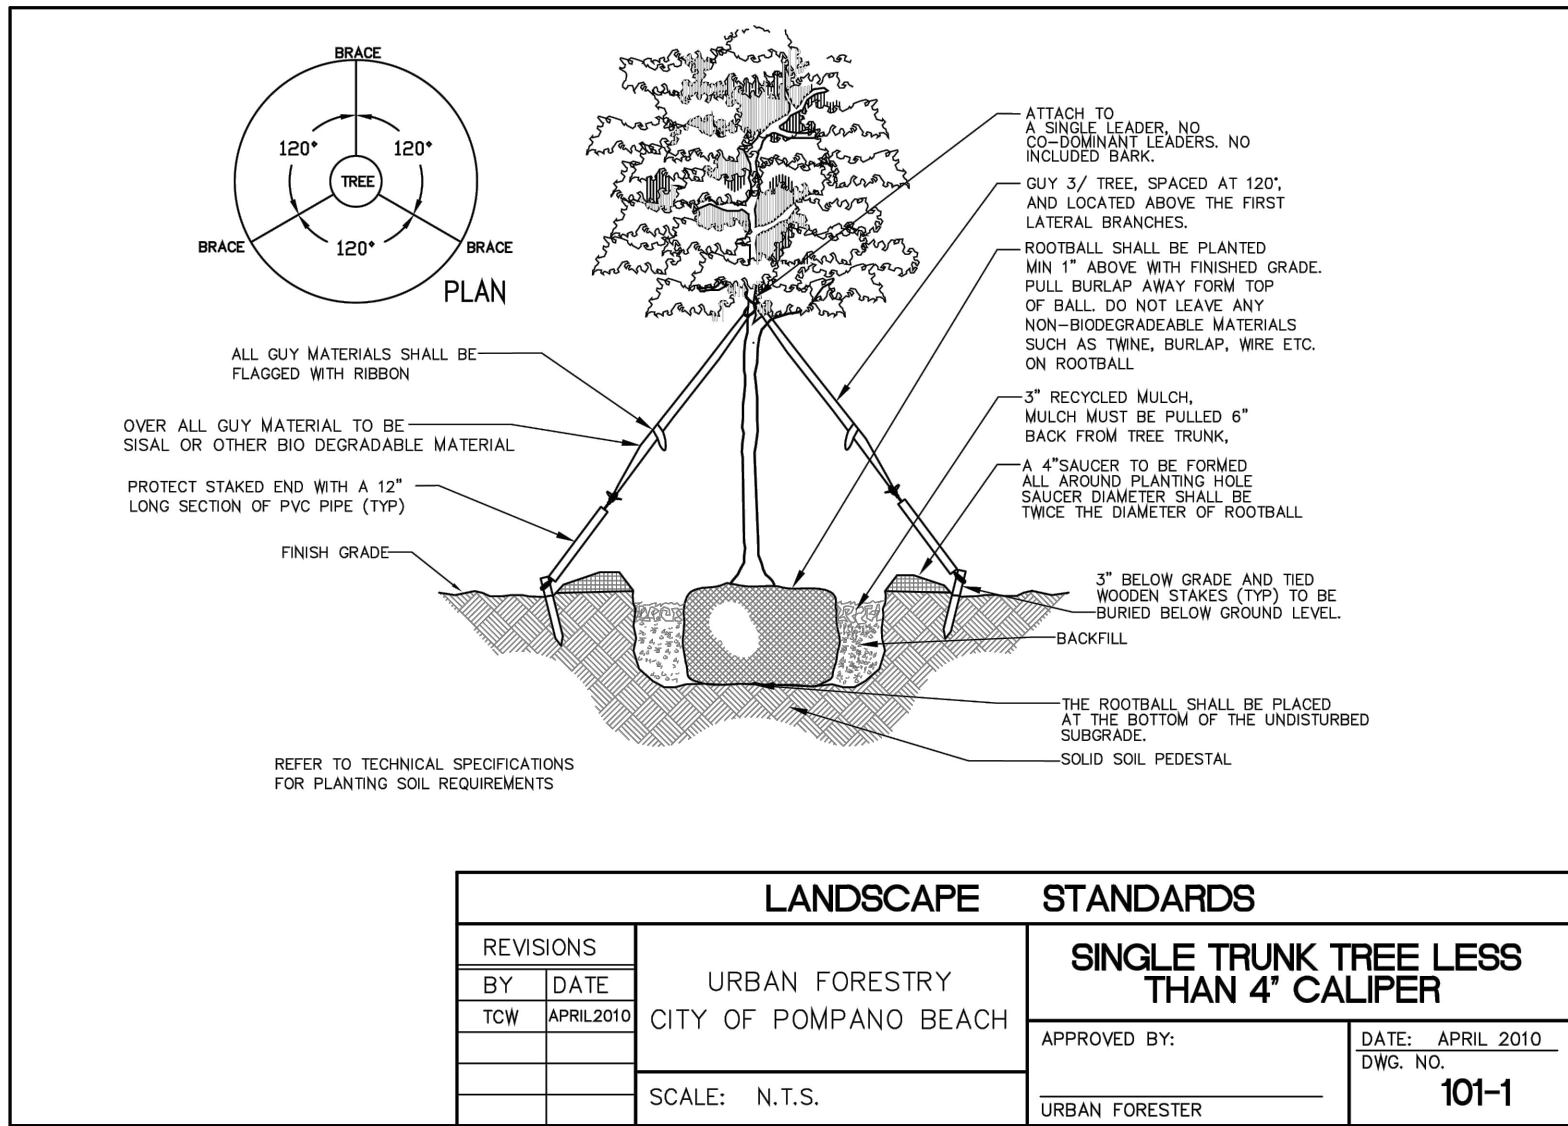 BRACE
120°
120°
TREE
BRACE
BRACE
120°
PLAN
ALL GUY MATERIALS SHALL BE
FLAGGED WITH RIBBON
OVER ALL GUY MATERIAL TO BE
SISAL OR OTHER BIO DEGRADABLE MATERIAL
PROTECT STAKED END WITH A 12"
LONG SECTION OF PVC PIPE (TYP)
FINISH GRADE
REFER TO TECHNICAL SPECIFICATIONS
FOR PLANTING SOIL REQUIREMENTS
ATTACH TO
A SINGLE LEADER, NO
CO-DOMINANT LEADERS. NO
INCLUDED BARK.
GUY 3/ TREE, SPACED AT 120°,
AND LOCATED ABOVE THE FIRST
LATERAL BRANCHES.
ROOTBALL SHALL BE PLANTED
MIN 1" ABOVE WITH FINISHED GRADE.
PULL BURLAP AWAY FORM TOP
OF BALL. DO NOT LEAVE ANY
NON-BIODEGRADEABLE MATERIALS
SUCH AS TWINE, BURLAP, WIRE ETC.
ON ROOTBALL
3" RECYCLED MULCH,
MULCH MUST BE PULLED 6"
BACK FROM TREE TRUNK,
A 4"SAUCER TO BE FORMED
ALL AROUND PLANTING HOLE
SAUCER DIAMETER SHALL BE
TWICE THE DIAMETER OF ROOTBALL
3" BELOW GRADE AND TIED
WOODEN STAKES (TYP) TO BE
BURIED BELOW GROUND LEVEL.
BACKFILL
THE ROOTBALL SHALL BE PLACED
AT THE BOTTOM OF THE UNDISTURBED
SUBGRADE.
SOLID SOIL PEDESTAL
LANDSCAPE STANDARDS
REVISIONS
BY DATE
TCW APRIL2010
URBAN FORESTRY
CITY OF POMPANO BEACH
SCALE: N.T.S.
SINGLE TRUNK TREE LESS
THAN 4" CALIPER
APPROVED BY:
URBAN FORESTER
DATE: APRIL 2010
DWG. NO.
101-1